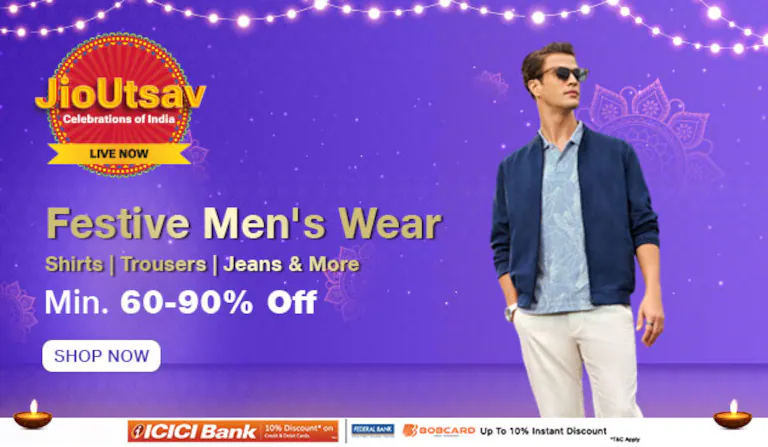 JioUtsav
Celebrations of India
LIVE NOW
Festive Men's Wear
Shirts | Trousers | Jeans & More
Min. 60-90% Off
SHOP NOW
ICICI Bank
10% Discount* on
Credit & Debit Cards.
FEDERAL BANK
BOBCARD
Up To 10% Instant Discount
*T&C Apply